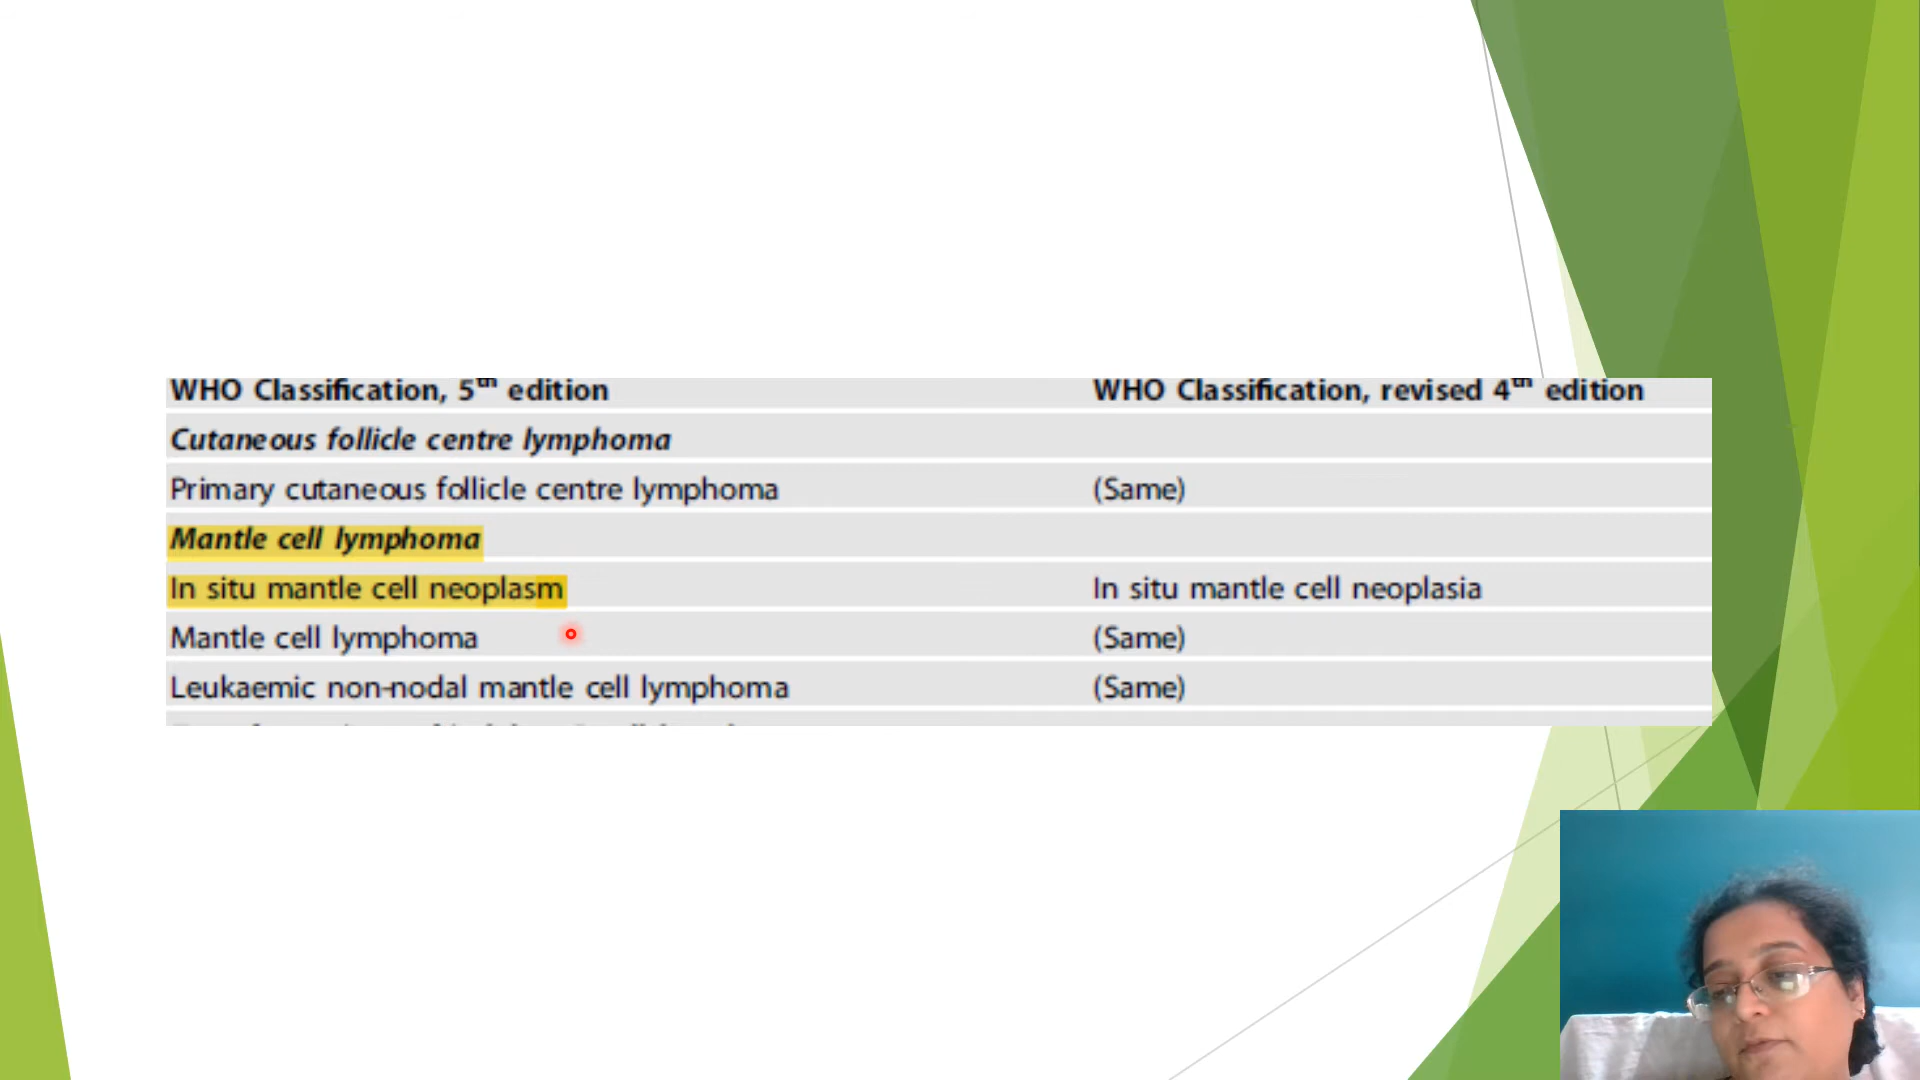 WHO Classification, 5th edition WHO Classification, revised 4th edition
Cutaneous follicle centre lymphoma
Primary cutaneous follicle centre lymphoma (Same)
Mantle cell lymphoma
In situ mantle cell neoplasm In situ mantle cell neoplasia
Mantle cell lymphoma (Same)
Leukaemic non-nodal mantle cell lymphoma (Same)